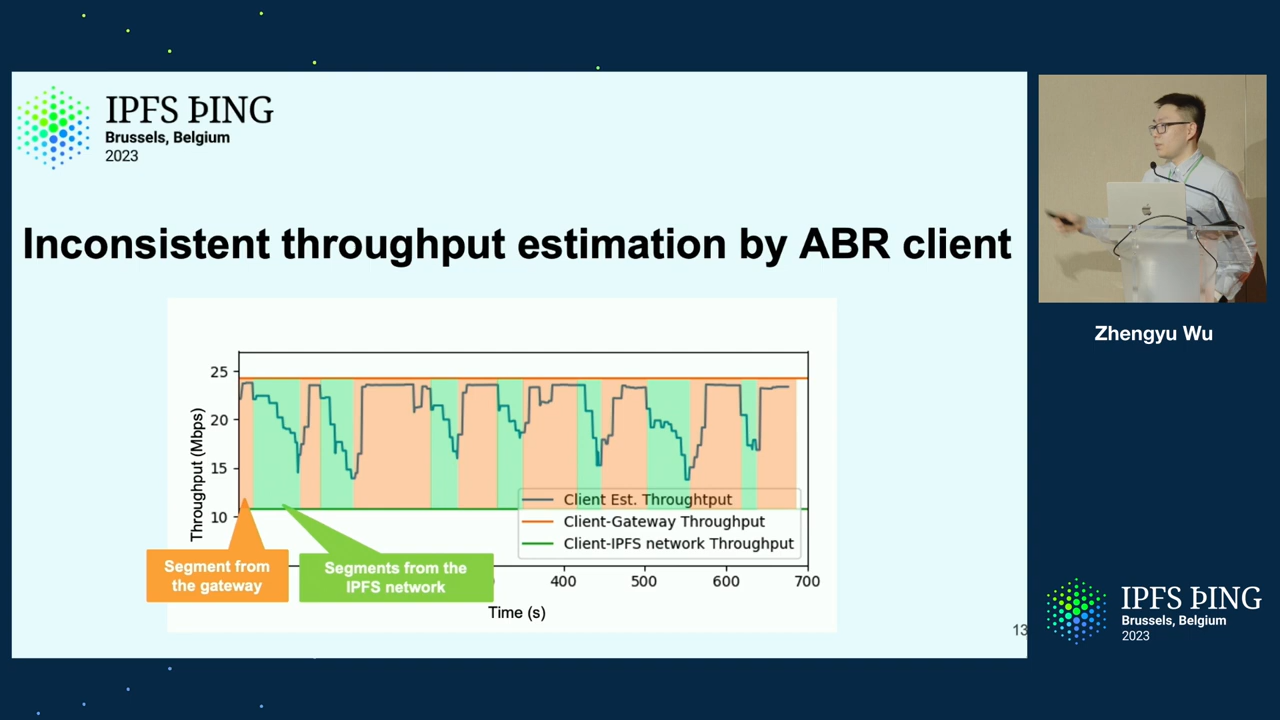 IPFS ÞING
Brussels, Belgium
2023
Inconsistent throughput estimation by ABR client
25
20
15
10
Throughput (Mbps)
Client Est. Throughtput
Client-Gateway Throughput
Client-IPFS network Throughput
Segment from
the gateway
Segments from the
IPFS network
400
500
600
700
Time (s)
13
Zhengyu Wu
IPFS ÞING
Brussels, Belgium
2023